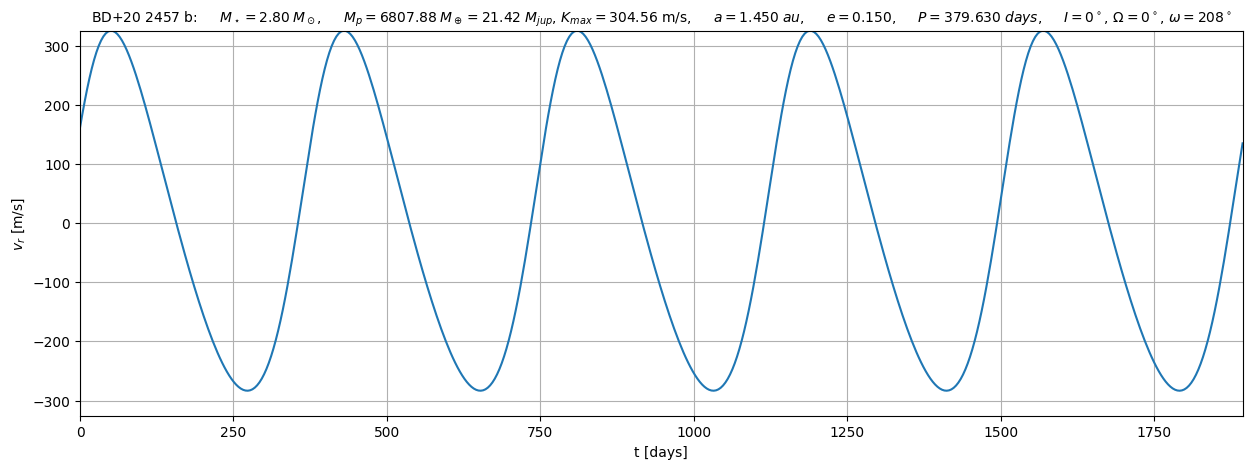 BD+20 2457 b: M⋆ = 2.80 M⊙, Mp = 6807.88 M⊕ = 21.42 Mjup, Kmax = 304.56 m/s, a = 1.450 au, e = 0.150, P = 379.630 days, I = 0°, Ω = 0°, ω = 208°
300
200
100
0
−100
−200
−300
vr [m/s]
0 250 500 750 1000 1250 1500 1750
t [days]